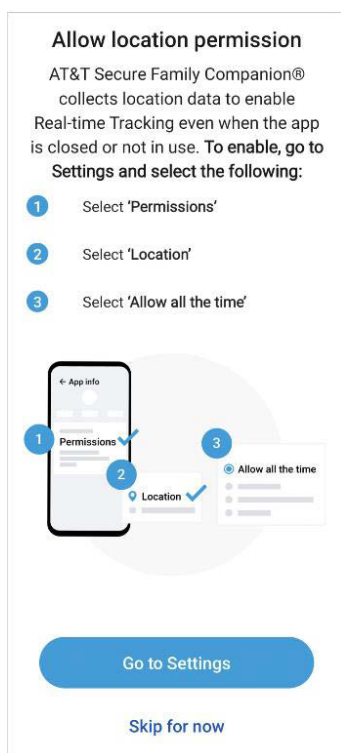 Allow location permission
AT&T Secure Family Companion®
collects location data to enable
Real-time Tracking even when the app
is closed or not in use. To enable, go to
Settings and select the following:
1 Select 'Permissions'
2 Select 'Location'
3 Select 'Allow all the time'
← App info
1 Permissions
2
Location
3
Allow all the time
Go to Settings
Skip for now